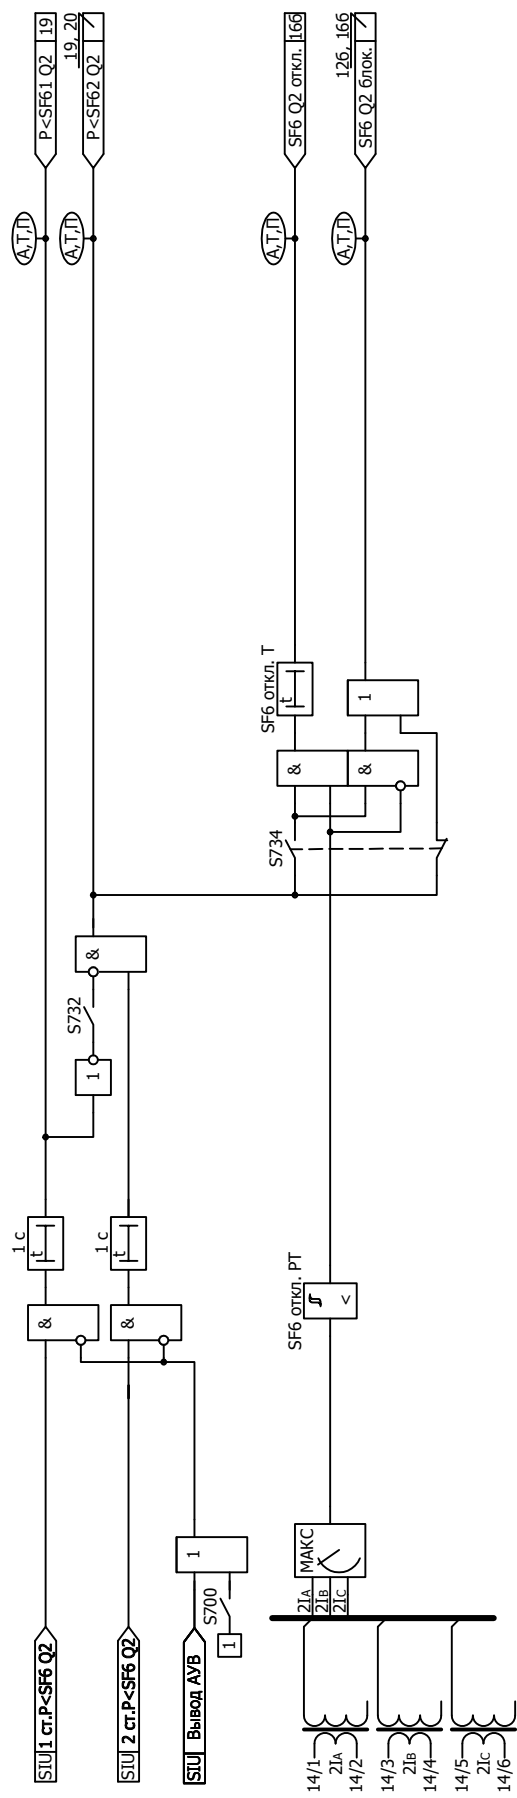 SIU 1 ст.P<SF6 Q2
&
t
1 с
P<SF61 Q2 19
А,Т,П
SIU 2 ст.P<SF6 Q2
&
t
1 с
1
S732
&
P<SF62 Q2
19, 20
А,Т,П
SIU Вывод АУВ
1
S700
1
14/1
2IA
14/2
14/3
2IB
14/4
14/5
2IC
14/6
2IA
2IB
2IC
МАКС
SF6 откл. РТ
<
S734
&
&
SF6 откл. Т
t
1
SF6 Q2 откл. 16б
А,Т,П
SF6 Q2 блок.
12б, 16б
А,Т,П